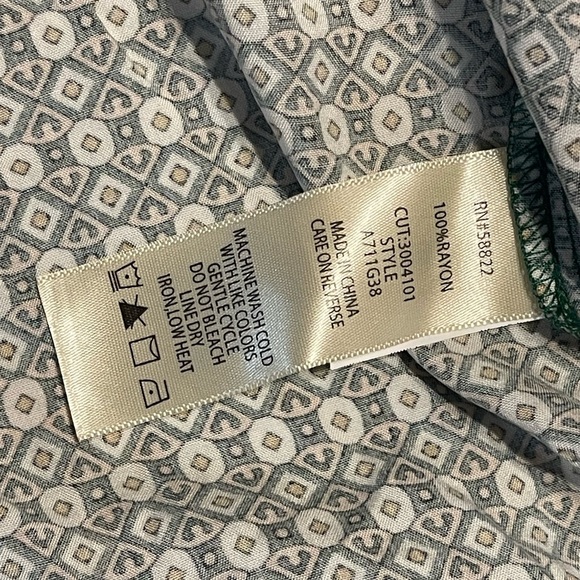 RN#58822
100%RAYON
CUT:3004101
STYLE
A711G38
MADE IN CHINA
CARE ON REVERSE
MACHINE WASH COLD
WITH LIKE COLORS
GENTLE CYCLE
DO NOT BLEACH
LINE DRY
IRON LOW HEAT